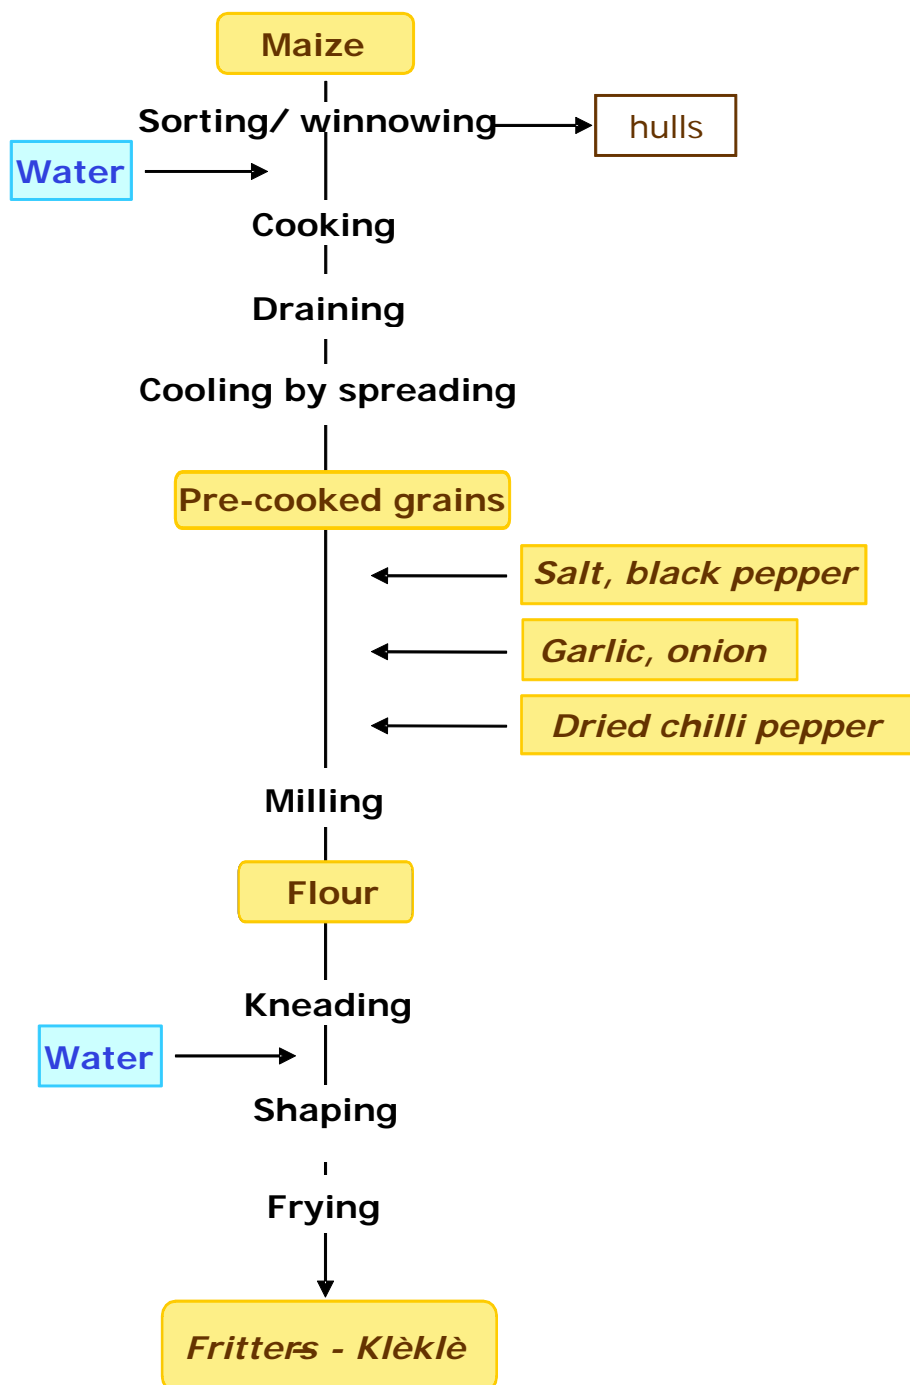 Maize
Sorting/ winnowing
hulls
Water
Cooking
Draining
Cooling by spreading
Pre-cooked grains
Salt, black pepper
Garlic, onion
Dried chilli pepper
Milling
Flour
Kneading
Water
Shaping
Frying
Fritters - Klèklè